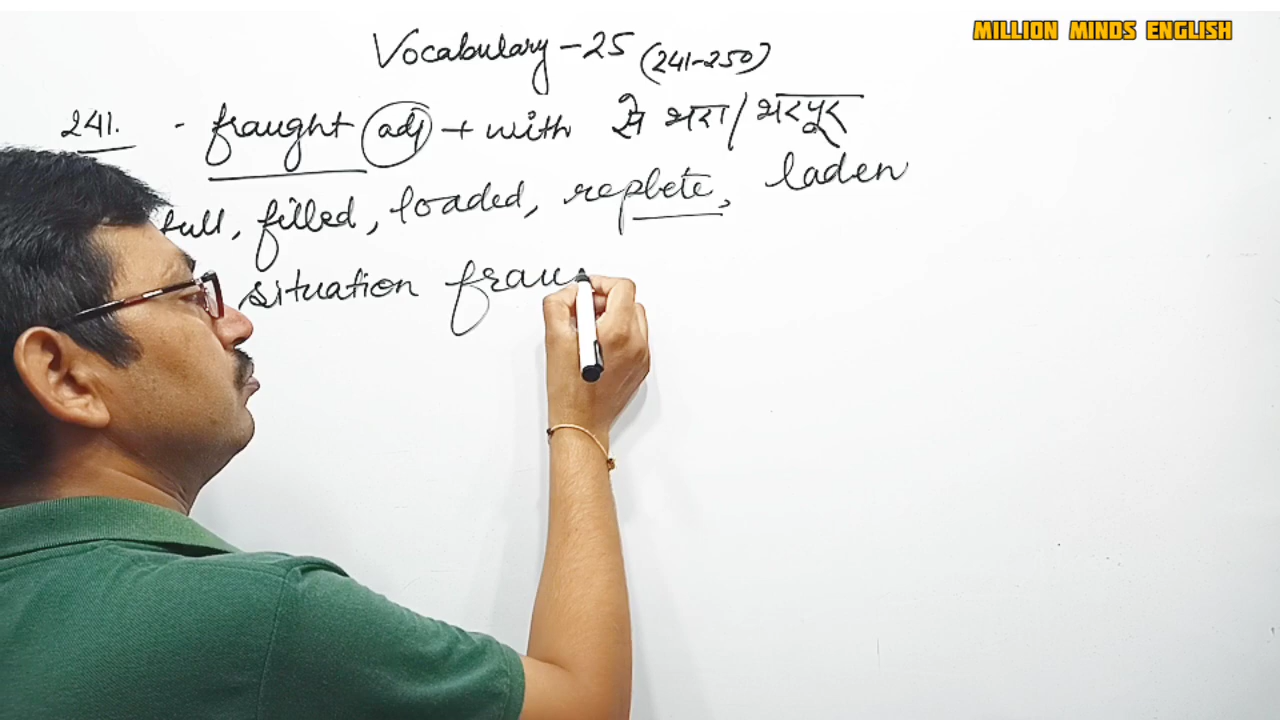 MILLION MINDS ENGLISH
Vocabulary - 25 (241-250)
241. - fraught (adj) + with से भरा / भरपूर
full, filled, loaded, replete, laden
situation frau